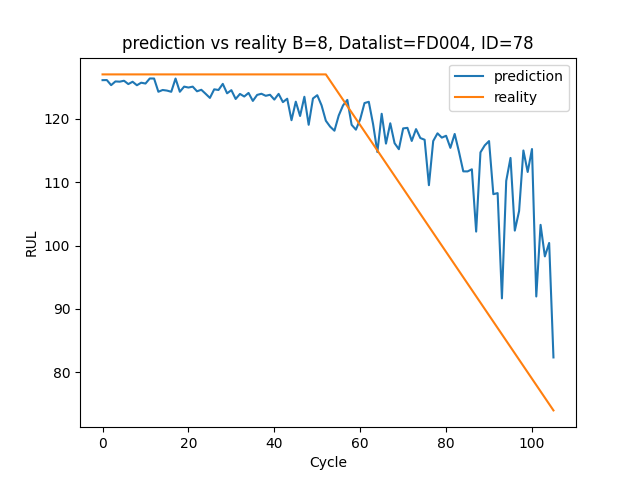 prediction vs reality B=8, Datalist=FD004, ID=78
prediction
reality
120
110
100
90
80
RUL
0 20 40 60 80 100
Cycle